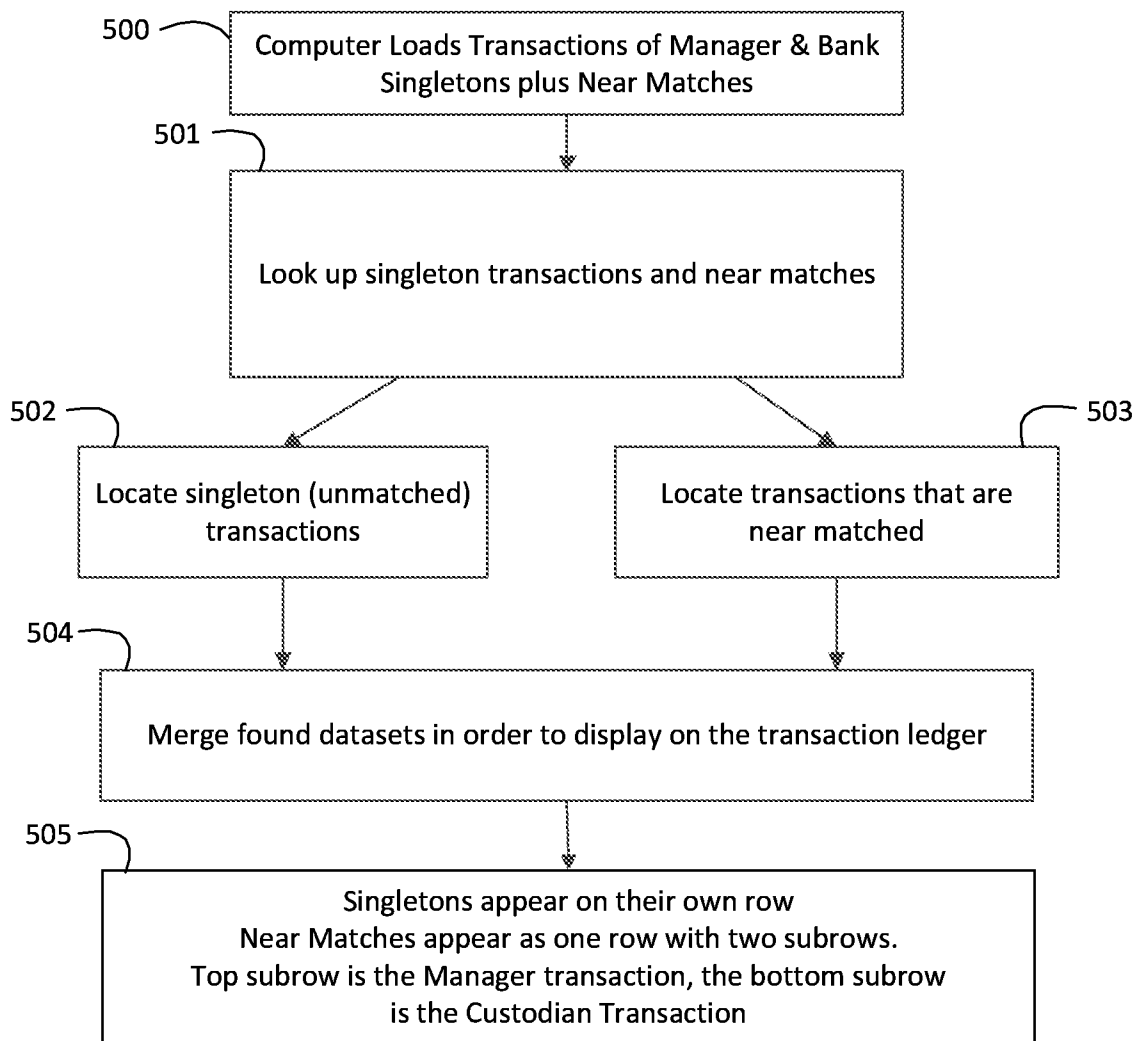 500
Computer Loads Transactions of Manager & Bank
Singletons plus Near Matches
501
Look up singleton transactions and near matches
502
503
Locate singleton (unmatched)
transactions
Locate transactions that are
near matched
504
Merge found datasets in order to display on the transaction ledger
505
Singletons appear on their own row
Near Matches appear as one row with two subrows.
Top subrow is the Manager transaction, the bottom subrow
is the Custodian Transaction